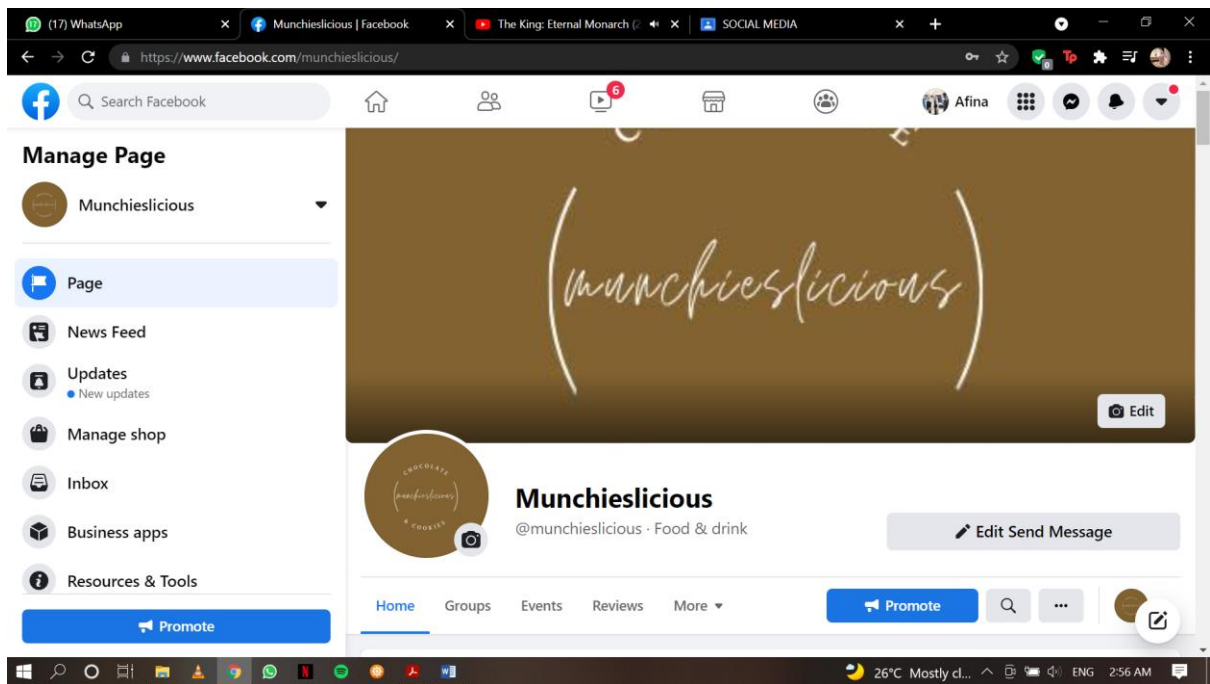 (17) WhatsApp
Munchieslicious | Facebook
The King: Eternal Monarch (2
SOCIAL MEDIA
https://www.facebook.com/munchieslicious/
0
Tp
Search Facebook
6
Afina
Manage Page
Munchieslicious
Page
News Feed
Updates
New updates
Manage shop
Inbox
Business apps
Resources & Tools
Promote
C E
munchieslicious
Edit
CHOCOLATE
munchieslicious
& COOKIES
Munchieslicious
@munchieslicious · Food & drink
Edit Send Message
Home Groups Events Reviews More
Promote
26°C Mostly cl... ENG 2:56 AM